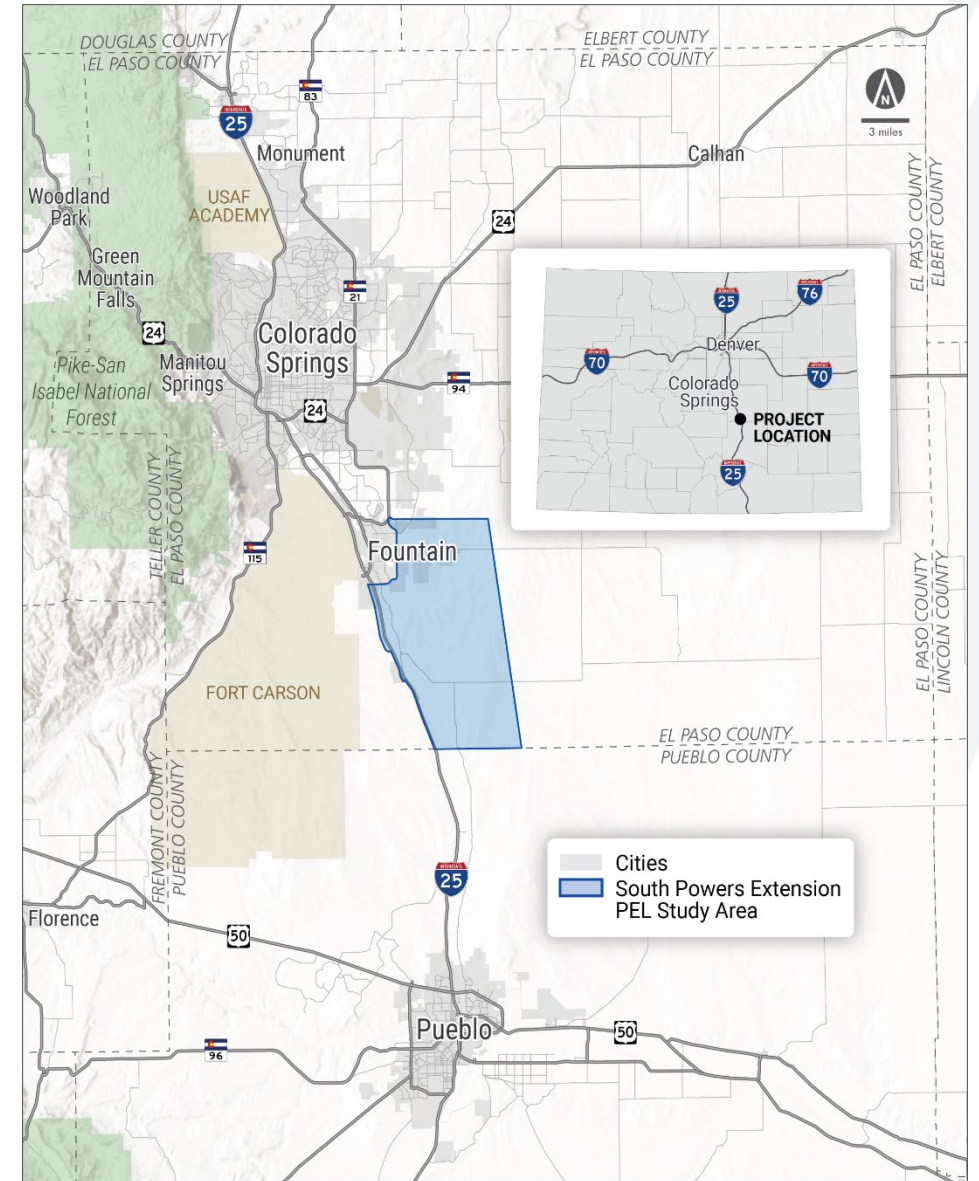 DOUGLAS COUNTY
EL PASO COUNTY
ELBERT COUNTY
EL PASO COUNTY
83
INTERSTATE
25
N
3 miles
Monument
Calhan
Woodland
Park
USAF
ACADEMY
EL PASO COUNTY
ELBERT COUNTY
24
Green
Mountain
Falls
21
24
Colorado
Springs
Manitou
Springs
Pike-San
Isabel National
Forest
24
94
25
76
Denver
70
70
Colorado
Springs
PROJECT
LOCATION
25
TELLER COUNTY
EL PASO COUNTY
115
Fountain
EL PASO COUNTY
LINCOLN COUNTY
FORT CARSON
EL PASO COUNTY
PUEBLO COUNTY
FREMONT COUNTY
PUEBLO COUNTY
INTERSTATE
25
Cities
South Powers Extension
PEL Study Area
Florence
50
Pueblo
50
96